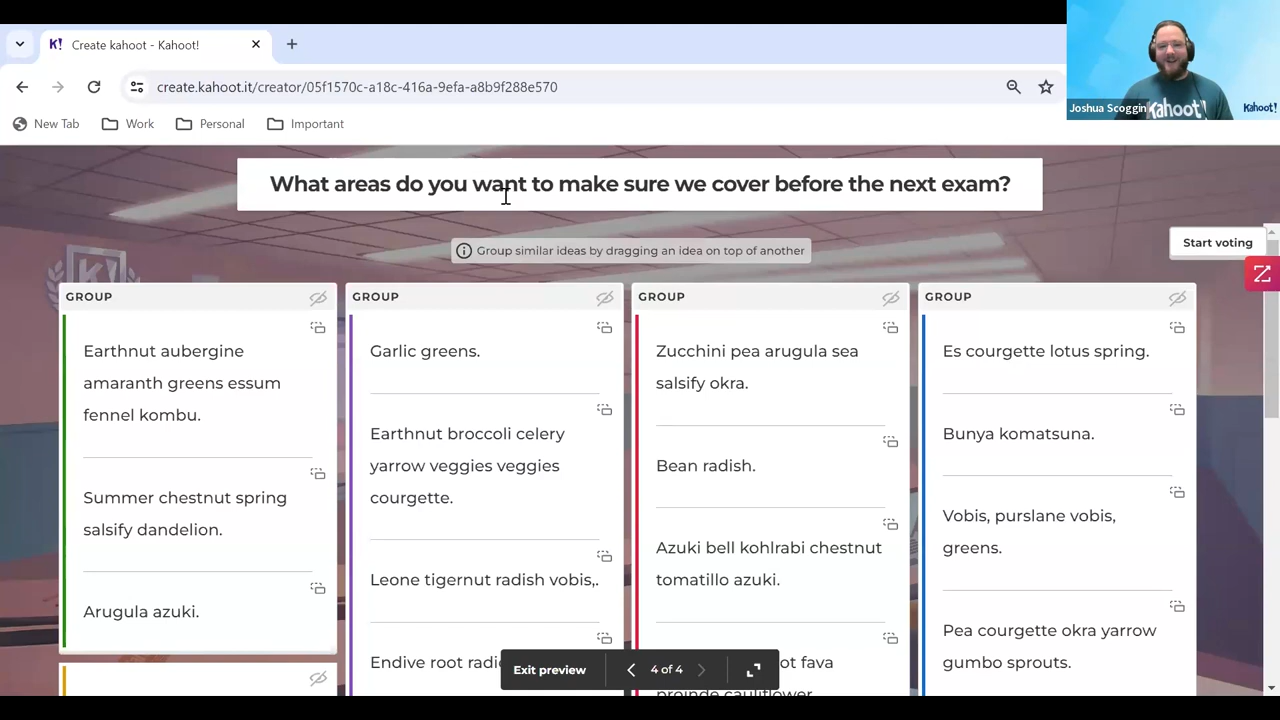 K! Create kahoot - Kahoot!
create.kahoot.it/creator/05f1570c-a18c-416a-9efa-a8b9f288e570
New Tab Work Personal Important
Joshua Scoggin
Kahoot!
Kahoot!
What areas do you want to make sure we cover before the next exam?
Group similar ideas by dragging an idea on top of another
Start voting
K!
GROUP
Earthnut aubergine
amaranth greens essum
fennel kombu.
Summer chestnut spring
salsify dandelion.
Arugula azuki.
GROUP
Garlic greens.
Earthnut broccoli celery
yarrow veggies veggies
courgette.
Leone tigernut radish vobis,.
Endive root
GROUP
Zucchini pea arugula sea
salsify okra.
Bean radish.
Azuki bell kohlrabi chestnut
tomatillo azuki.
fava
proinde cauliflower
GROUP
Es courgette lotus spring.
Bunya komatsuna.
Vobis, purslane vobis,
greens.
Pea courgette okra yarrow
gumbo sprouts.
Exit preview 4 of 4